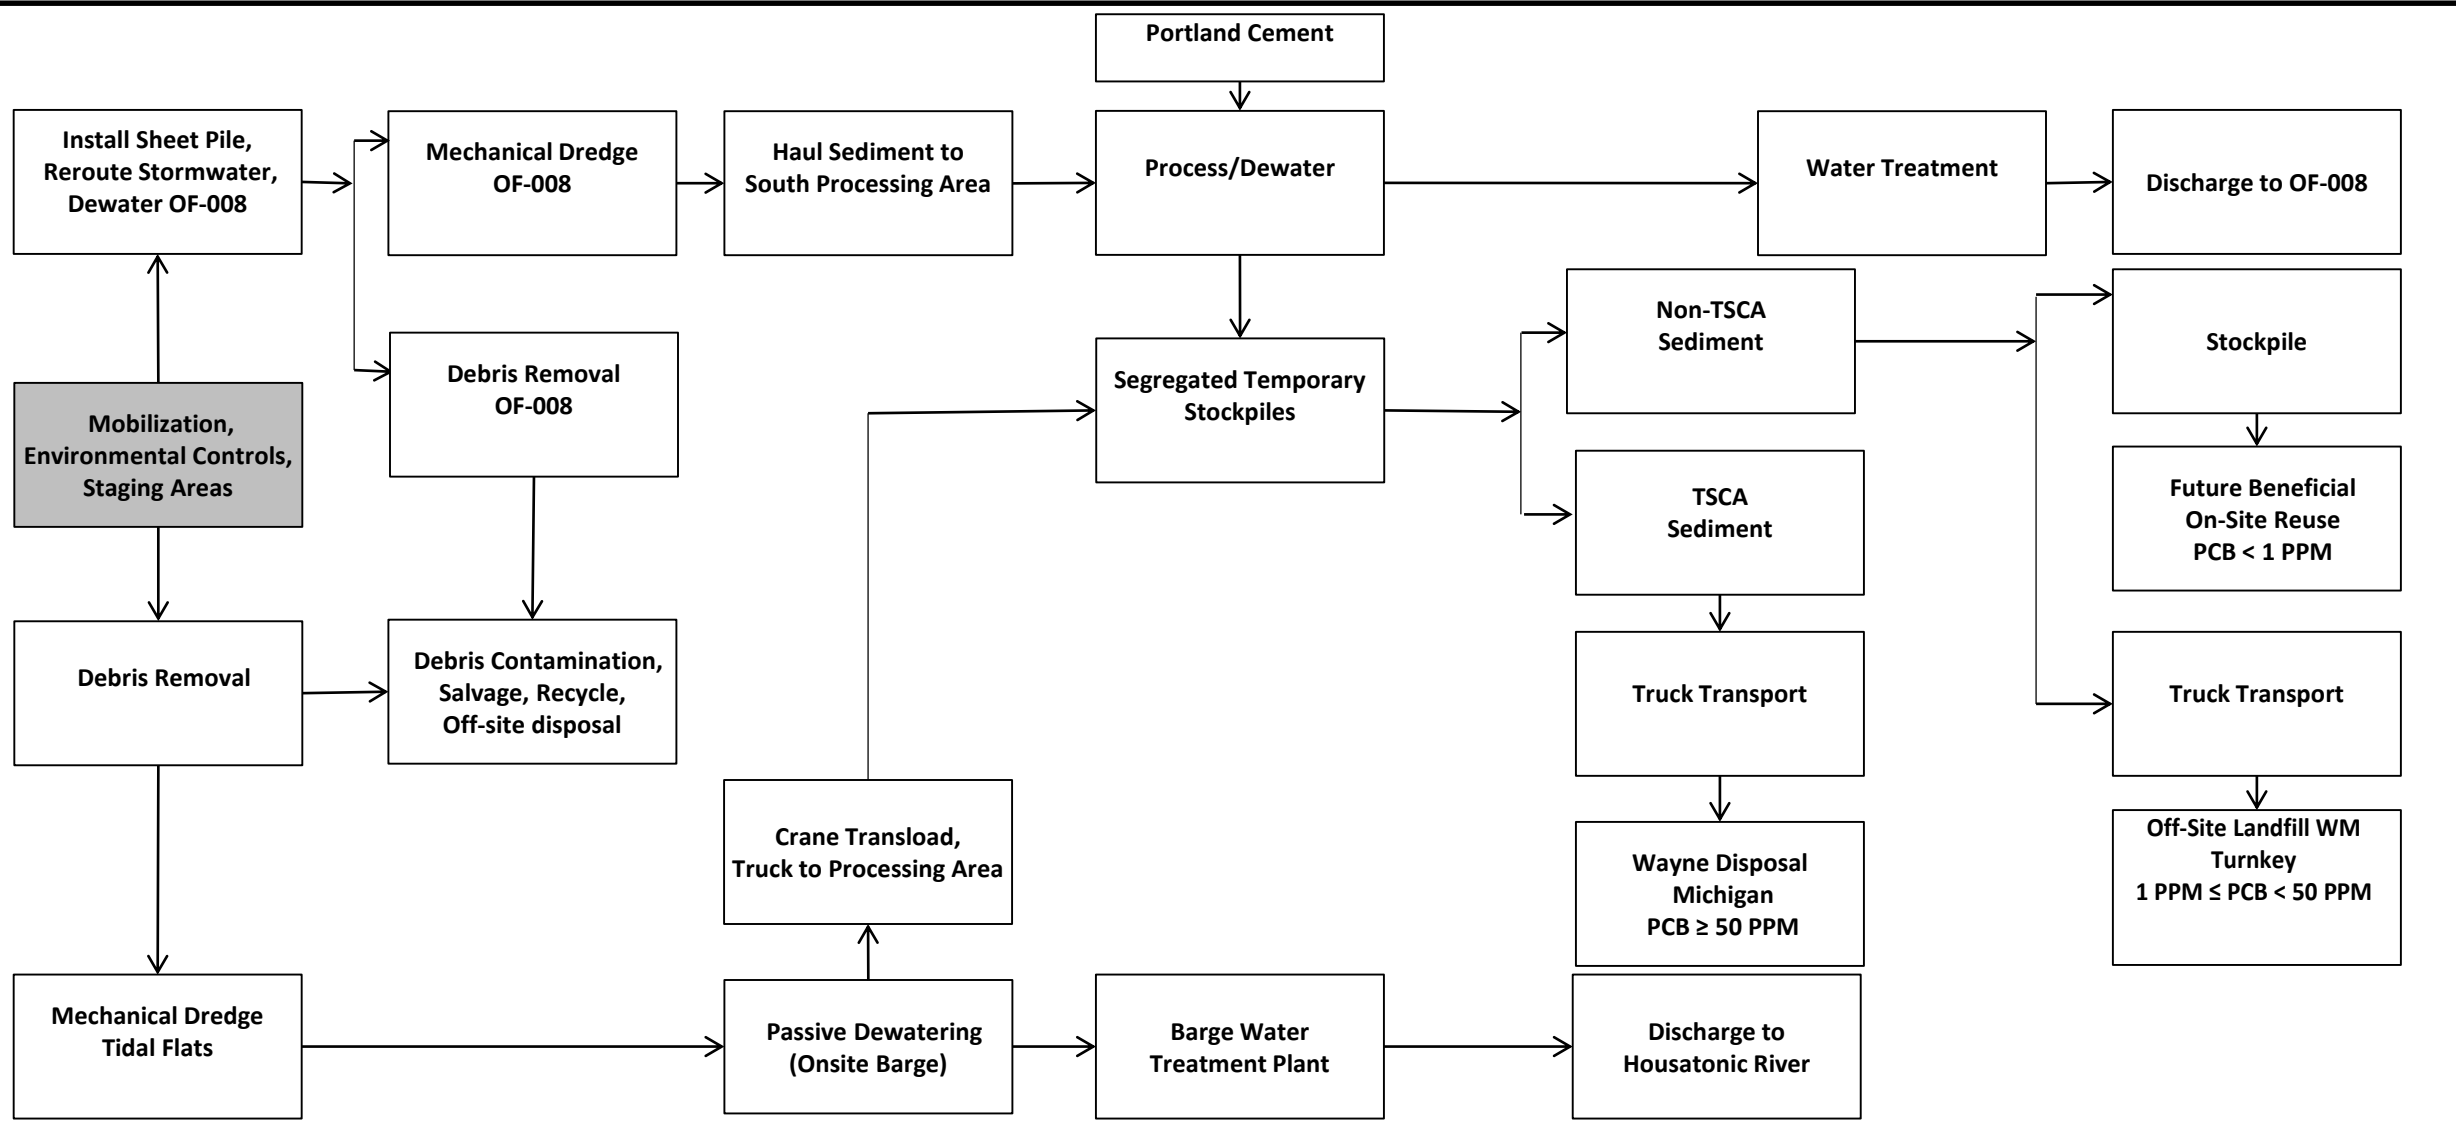 Portland Cement
Install Sheet Pile,
Reroute Stormwater,
Dewater OF-008
Mechanical Dredge
OF-008
Haul Sediment to
South Processing Area
Process/Dewater
Water Treatment
Discharge to OF-008
Non-TSCA
Sediment
Stockpile
Debris Removal
OF-008
Segregated Temporary
Stockpiles
Mobilization,
Environmental Controls,
Staging Areas
TSCA
Sediment
Future Beneficial
On-Site Reuse
PCB < 1 PPM
Debris Removal
Debris Contamination,
Salvage, Recycle,
Off-site disposal
Truck Transport
Truck Transport
Crane Transload,
Truck to Processing Area
Wayne Disposal
Michigan
PCB ≥ 50 PPM
Off-Site Landfill WM
Turnkey
1 PPM ≤ PCB < 50 PPM
Mechanical Dredge
Tidal Flats
Passive Dewatering
(Onsite Barge)
Barge Water
Treatment Plant
Discharge to
Housatonic River